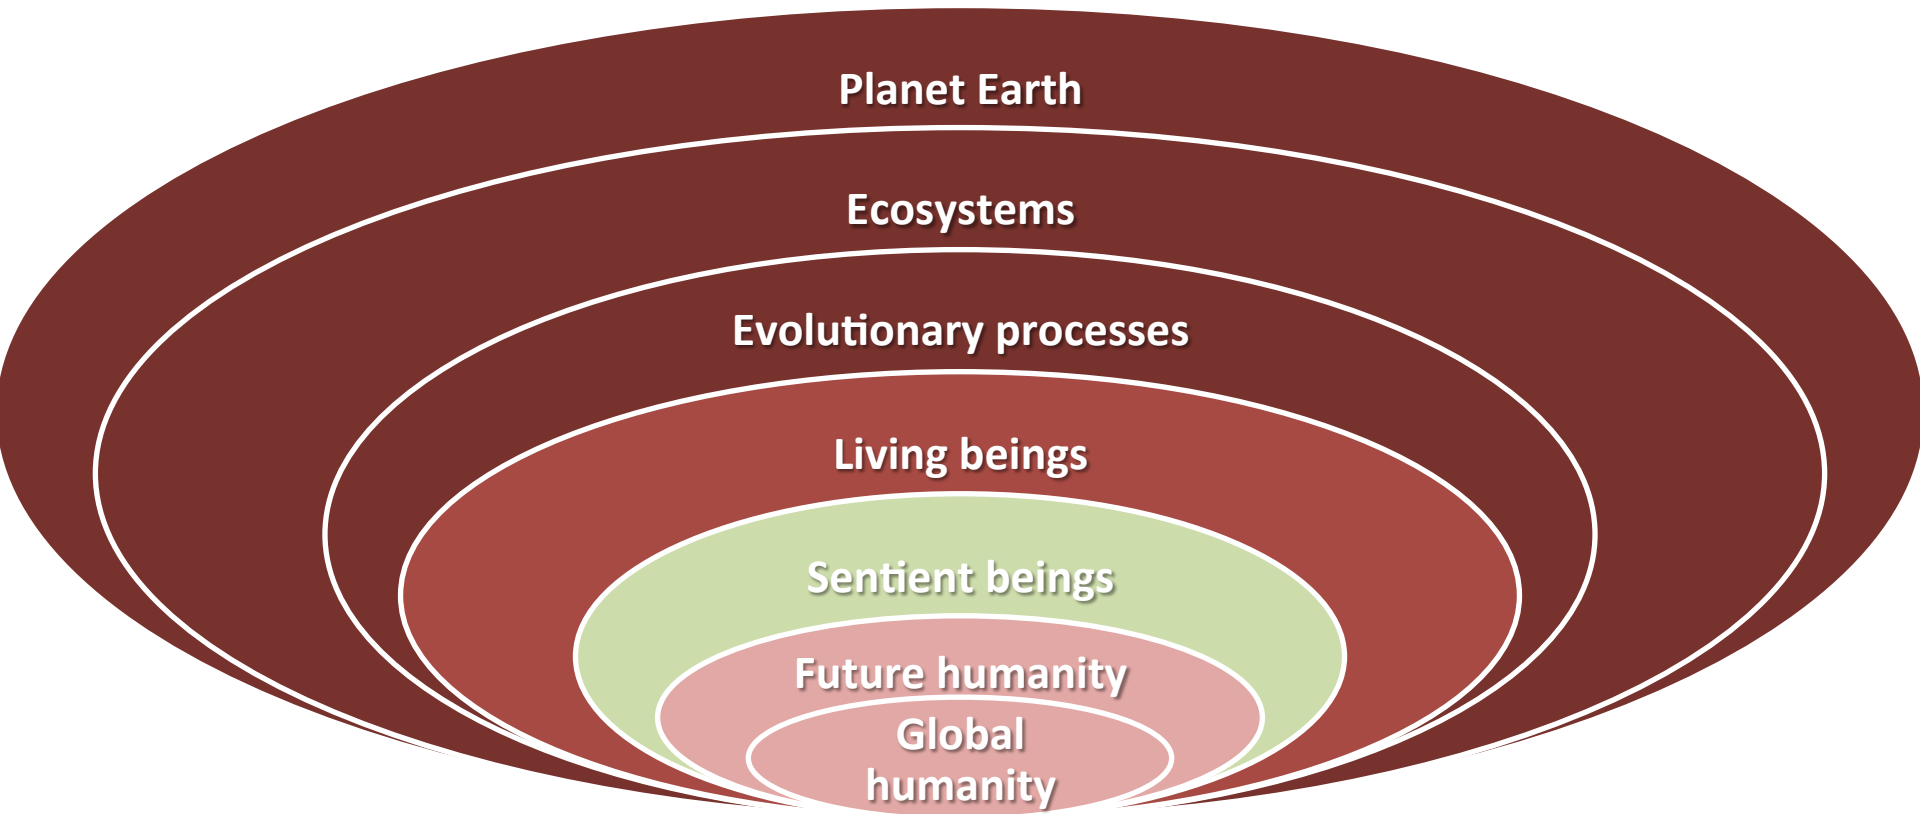 Planet Earth
Ecosystems
Evolutionary processes
Living beings
Sentient beings
Future humanity
Global
humanity